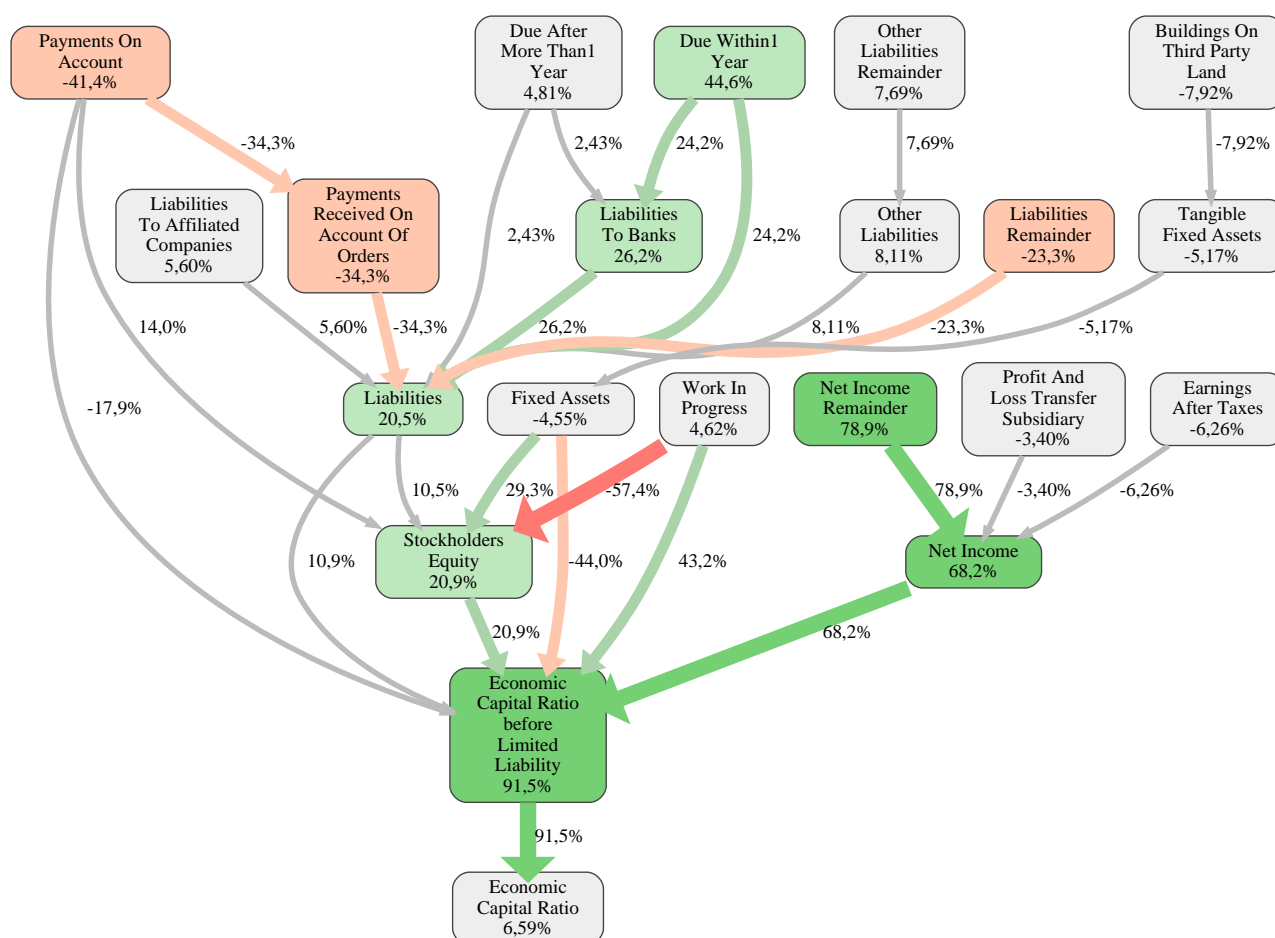 Payments On
Account
-41,4%
Due After
More Than1
Year
4,81%
Due Within1
Year
44,6%
Other
Liabilities
Remainder
7,69%
Buildings On
Third Party
Land
-7,92%
-34,3%
2,43%
24,2%
7,69%
-7,92%
Liabilities
To Affiliated
Companies
5,60%
Payments
Received On
Account Of
Orders
-34,3%
2,43%
Liabilities
To Banks
26,2%
24,2%
Other
Liabilities
8,11%
Liabilities
Remainder
-23,3%
Tangible
Fixed Assets
-5,17%
14,0%
5,60%
-34,3%
26,2%
8,11%
-23,3%
-5,17%
-17,9%
Liabilities
20,5%
Fixed Assets
-4,55%
Work In
Progress
4,62%
Net Income
Remainder
78,9%
Profit And
Loss Transfer
Subsidiary
-3,40%
Earnings
After Taxes
-6,26%
10,5%
29,3%
-57,4%
78,9%
-3,40%
-6,26%
10,9%
Stockholders
Equity
20,9%
-44,0%
43,2%
Net Income
68,2%
20,9%
68,2%
Economic
Capital Ratio
before
Limited
Liability
91,5%
91,5%
Economic
Capital Ratio
6,59%